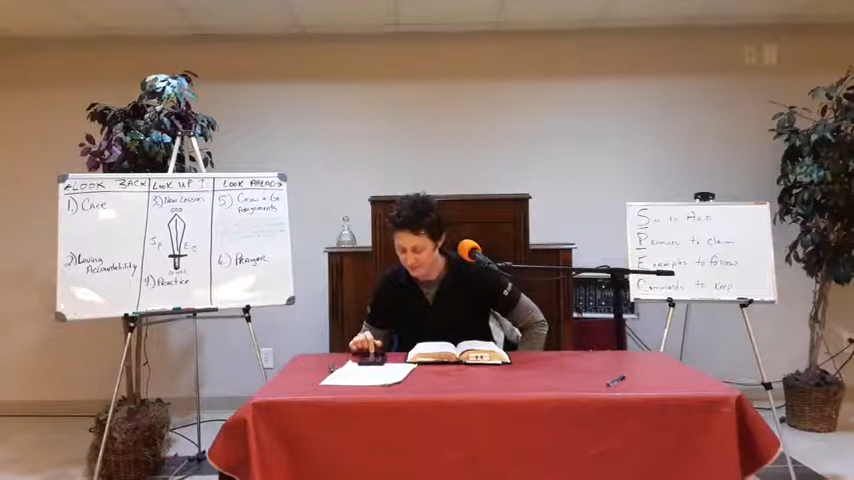 ← LOOK BACK
LOOK UP ↑
LOOK AHEAD →
1) Care
2) Loving
Accountability
3) New Lesson
GOD
S
P
E
C
4) Practice
5) Grow + Go
Assignments
6) Prayer
Sin to Avoid
Promises to claim
Examples to follow
Commands to keep